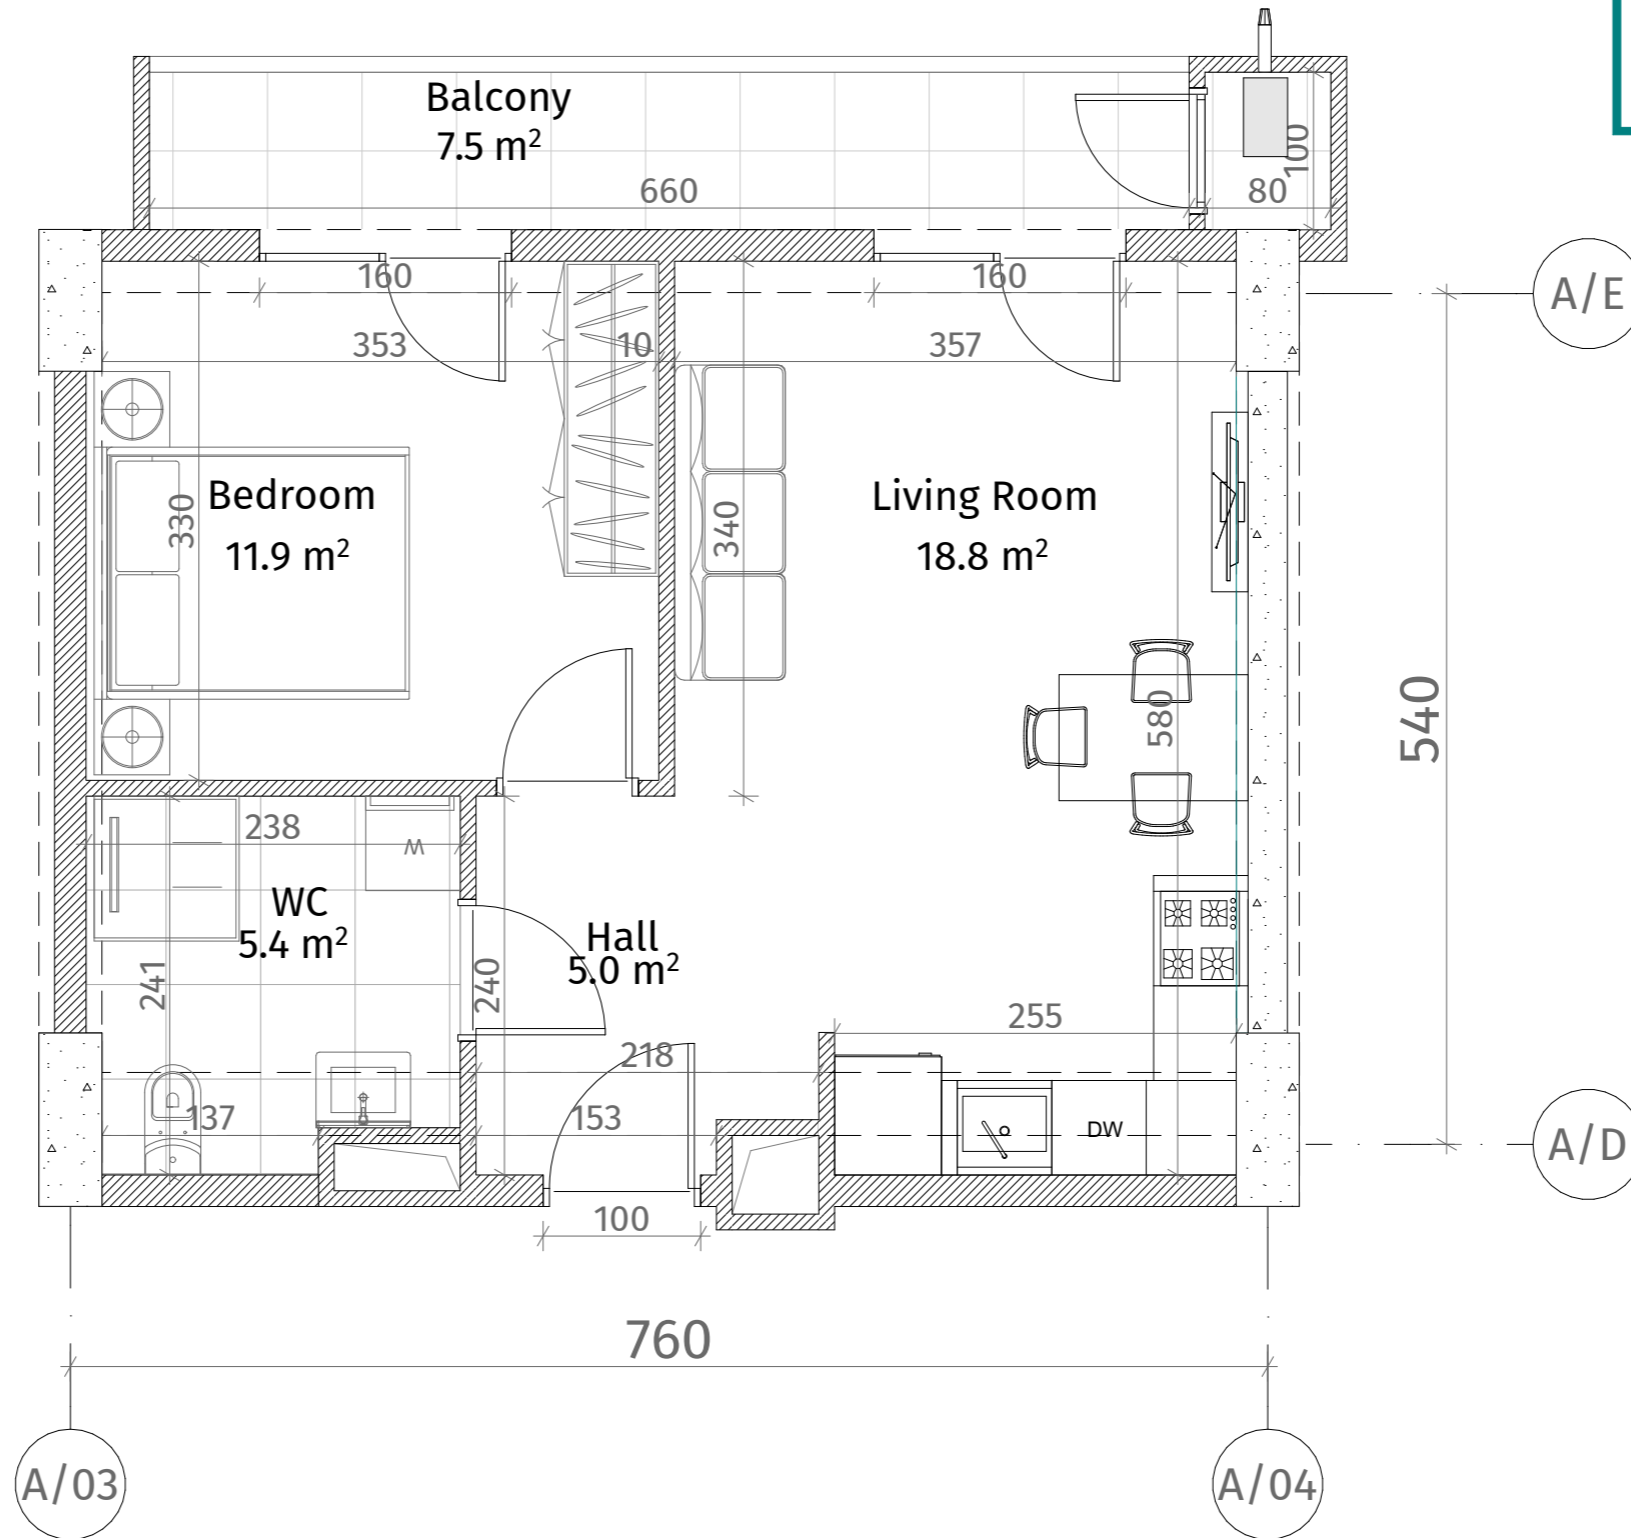 Balcony
7.5 m²
100
660
80
160
160
A/E
353
10
357
Bedroom
11.9 m²
330
340
Living Room
18.8 m²
580
540
238
W
WC
5.4 m²
Hall
5.0 m²
241
240
255
218
137
153
DW
A/D
100
760
A/03
A/04